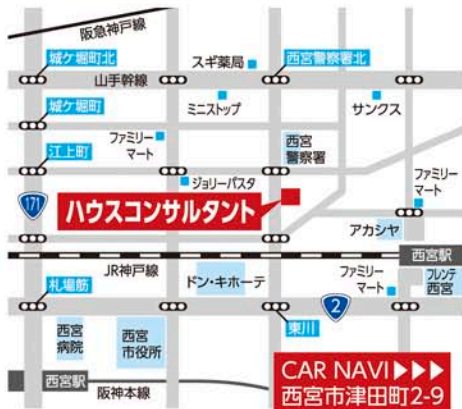 阪急神戸線
城ケ堀町北
スギ薬局
西宮警察署北
山手幹線
城ケ堀町
ミニストップ
サンクス
ファミリー
マート
江上町
西宮
警察署
ジョリーパスタ
ファミリー
マート
171
ハウスコンサルタント
アカシヤ
西宮駅
JR神戸線
ドン・キホーテ
ファミリー
マート
フレンテ
西宮
札場筋
2
東川
西宮
病院
西宮
市役所
CAR NAVI▶▶▶
西宮市津田町2-9
西宮駅
阪神本線